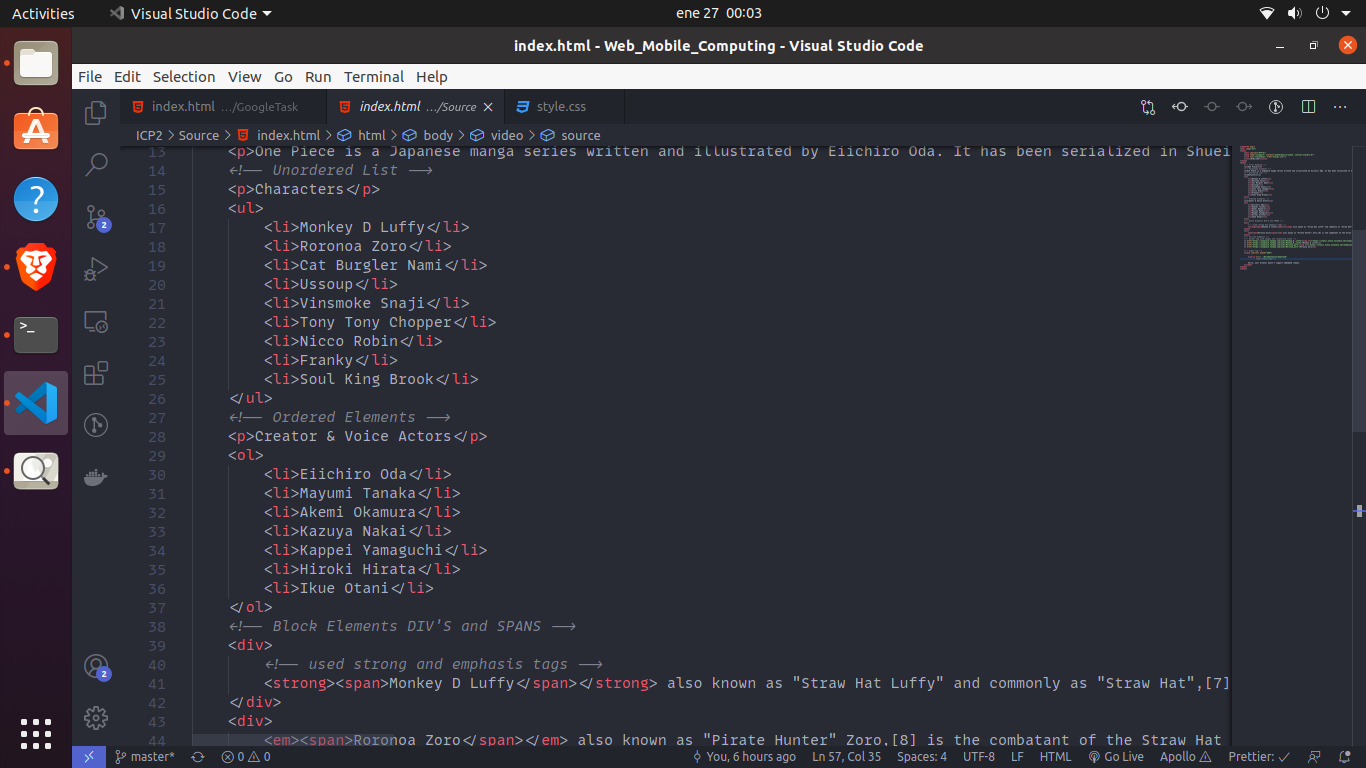 Activities Visual Studio Code ene 27 00:03
index.html - Web_Mobile_Computing - Visual Studio Code
File Edit Selection View Go Run Terminal Help
index.html .../GoogleTask index.html .../Source style.css
ICP2 > Source > index.html > html > body > video > source
13 <p>One Piece is a Japanese manga series written and illustrated by Eiichiro Oda. It has been serialized in Shuei
14 <!-- Unordered List -->
15 <p>Characters</p>
16 <ul>
17 <li>Monkey D Luffy</li>
18 <li>Roronoa Zoro</li>
19 <li>Cat Burgler Nami</li>
20 <li>Ussoup</li>
21 <li>Vinsmoke Snaji</li>
22 <li>Tony Tony Chopper</li>
23 <li>Nicco Robin</li>
24 <li>Franky</li>
25 <li>Soul King Brook</li>
26 </ul>
27 <!-- Ordered Elements -->
28 <p>Creator & Voice Actors</p>
29 <ol>
30 <li>Eiichiro Oda</li>
31 <li>Mayumi Tanaka</li>
32 <li>Akemi Okamura</li>
33 <li>Kazuya Nakai</li>
34 <li>Kappei Yamaguchi</li>
35 <li>Hiroki Hirata</li>
36 <li>Ikue Otani</li>
37 </ol>
38 <!-- Block Elements DIV'S and SPANS -->
39 <div>
40 <!-- used strong and emphasis tags -->
41 <strong><span>Monkey D Luffy</span></strong> also known as "Straw Hat Luffy" and commonly as "Straw Hat",[7]
42 </div>
43 <div>
44 <em><span>Roronoa Zoro</span></em> also known as "Pirate Hunter" Zoro,[8] is the combatant of the Straw Hat
2
2
master* 0 0 You, 6 hours ago Ln 57, Col 35 Spaces: 4 UTF-8 LF HTML Go Live Apollo Prettier: